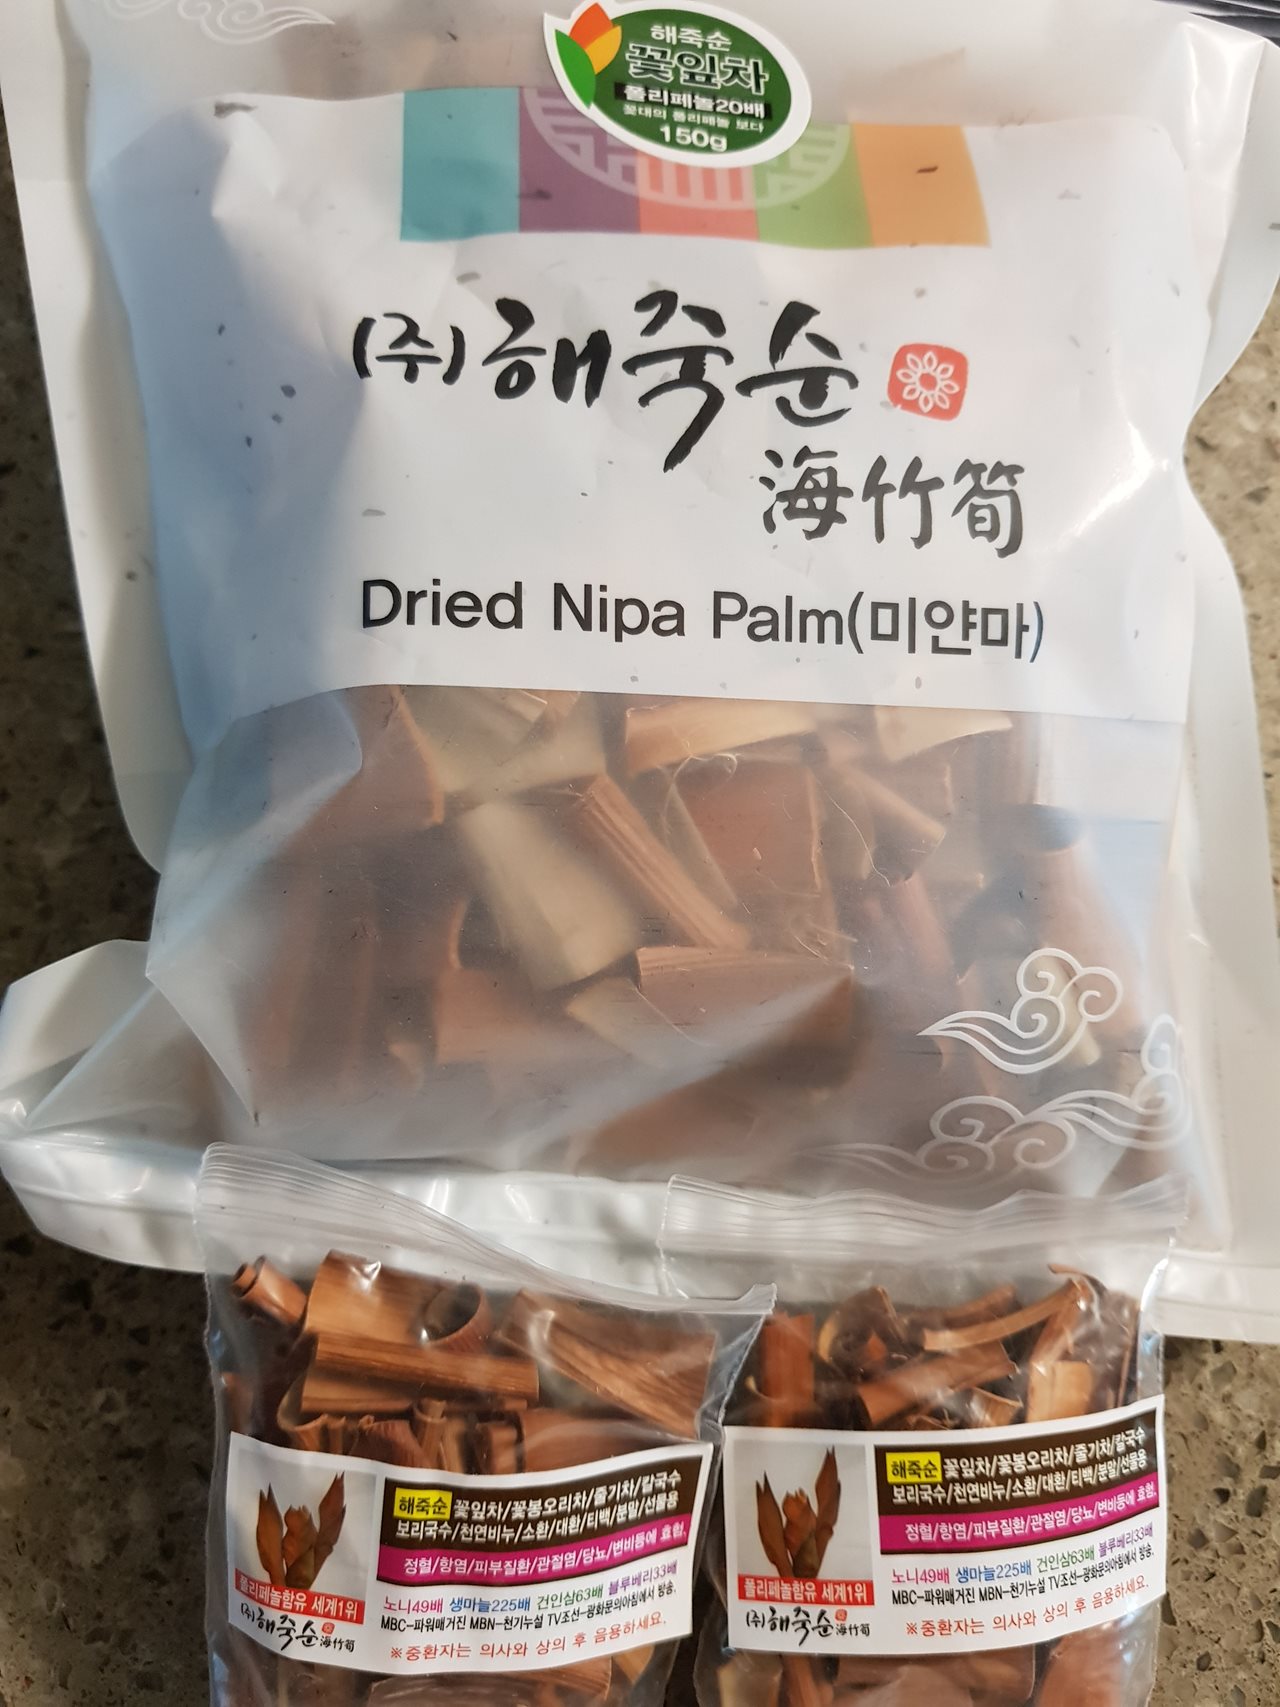 해죽순
꽃잎차
폴리페놀20배
꽃대의 폴리페놀 보다
150g
(주)해죽순
海竹筍
Dried Nipa Palm(미얀마)
해죽순 꽃잎차/꽃봉오리차/줄기차/칼국수
보리국수/천연비누/소환/대환/티백/분말/선물용
정혈/항염/피부질환/관절염/당뇨/변비등에 효험.
노니49배 생마늘225배 건인삼63배 블루베리33배
MBC-파워매거진 MBN-천기누설 TV조선-광화문의아침에서 방송.
※중환자는 의사와 상의 후 음용하세요.
폴리페놀함유 세계1위
(주)해죽순 海竹筍
해죽순 꽃잎차/꽃봉오리차/줄기차/칼국수
보리국수/천연비누/소환/대환/티백/분말/선물용
정혈/항염/피부질환/관절염/당뇨/변비등에 효험.
노니49배 생마늘225배 건인삼63배 블루베리33배
MBC-파워매거진 MBN-천기누설 TV조선-광화문의아침에서 방송.
※중환자는 의사와 상의 후 음용하세요.
폴리페놀함유 세계1위
(주)해죽순 海竹筍